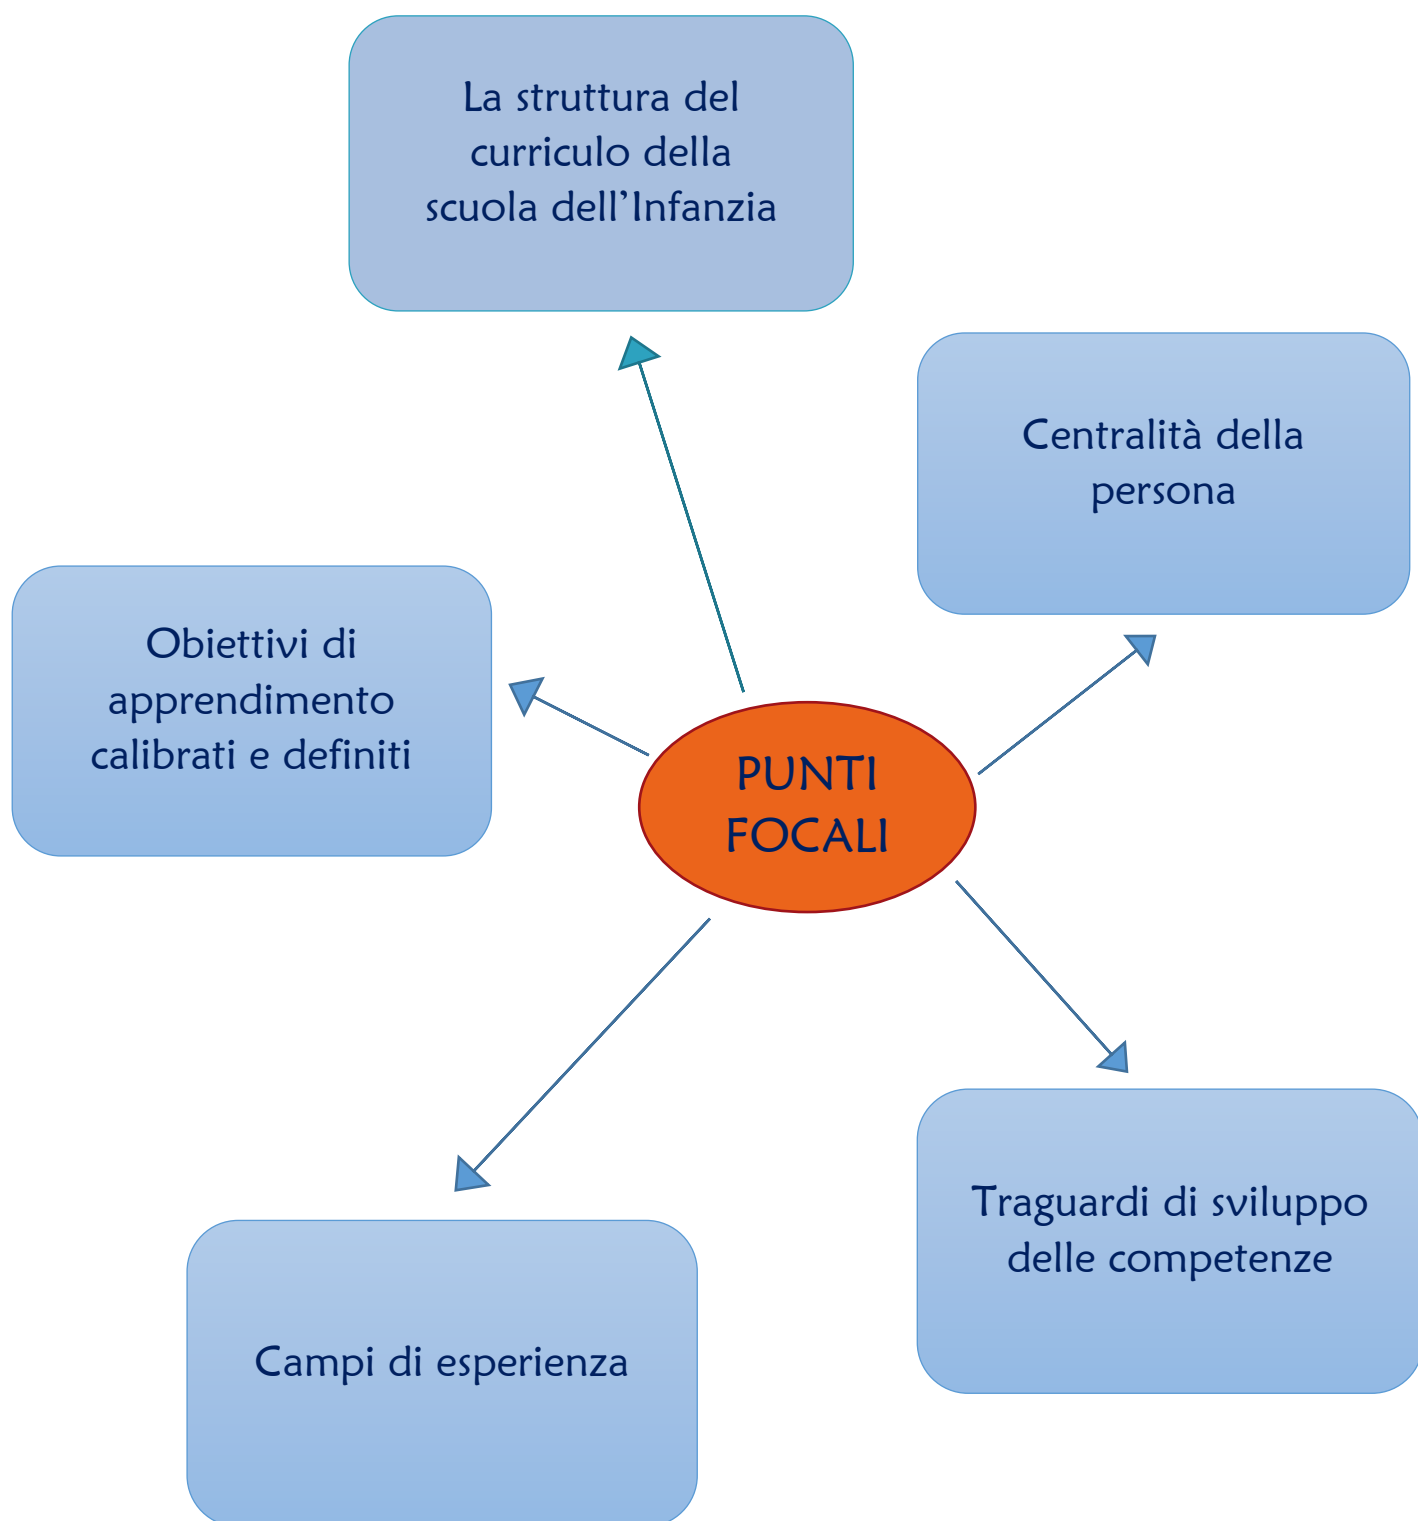 La struttura del
curriculo della
scuola dell’Infanzia
Centralità della
persona
Obiettivi di
apprendimento
calibrati e definiti
PUNTI
FOCALI
Traguardi di sviluppo
delle competenze
Campi di esperienza